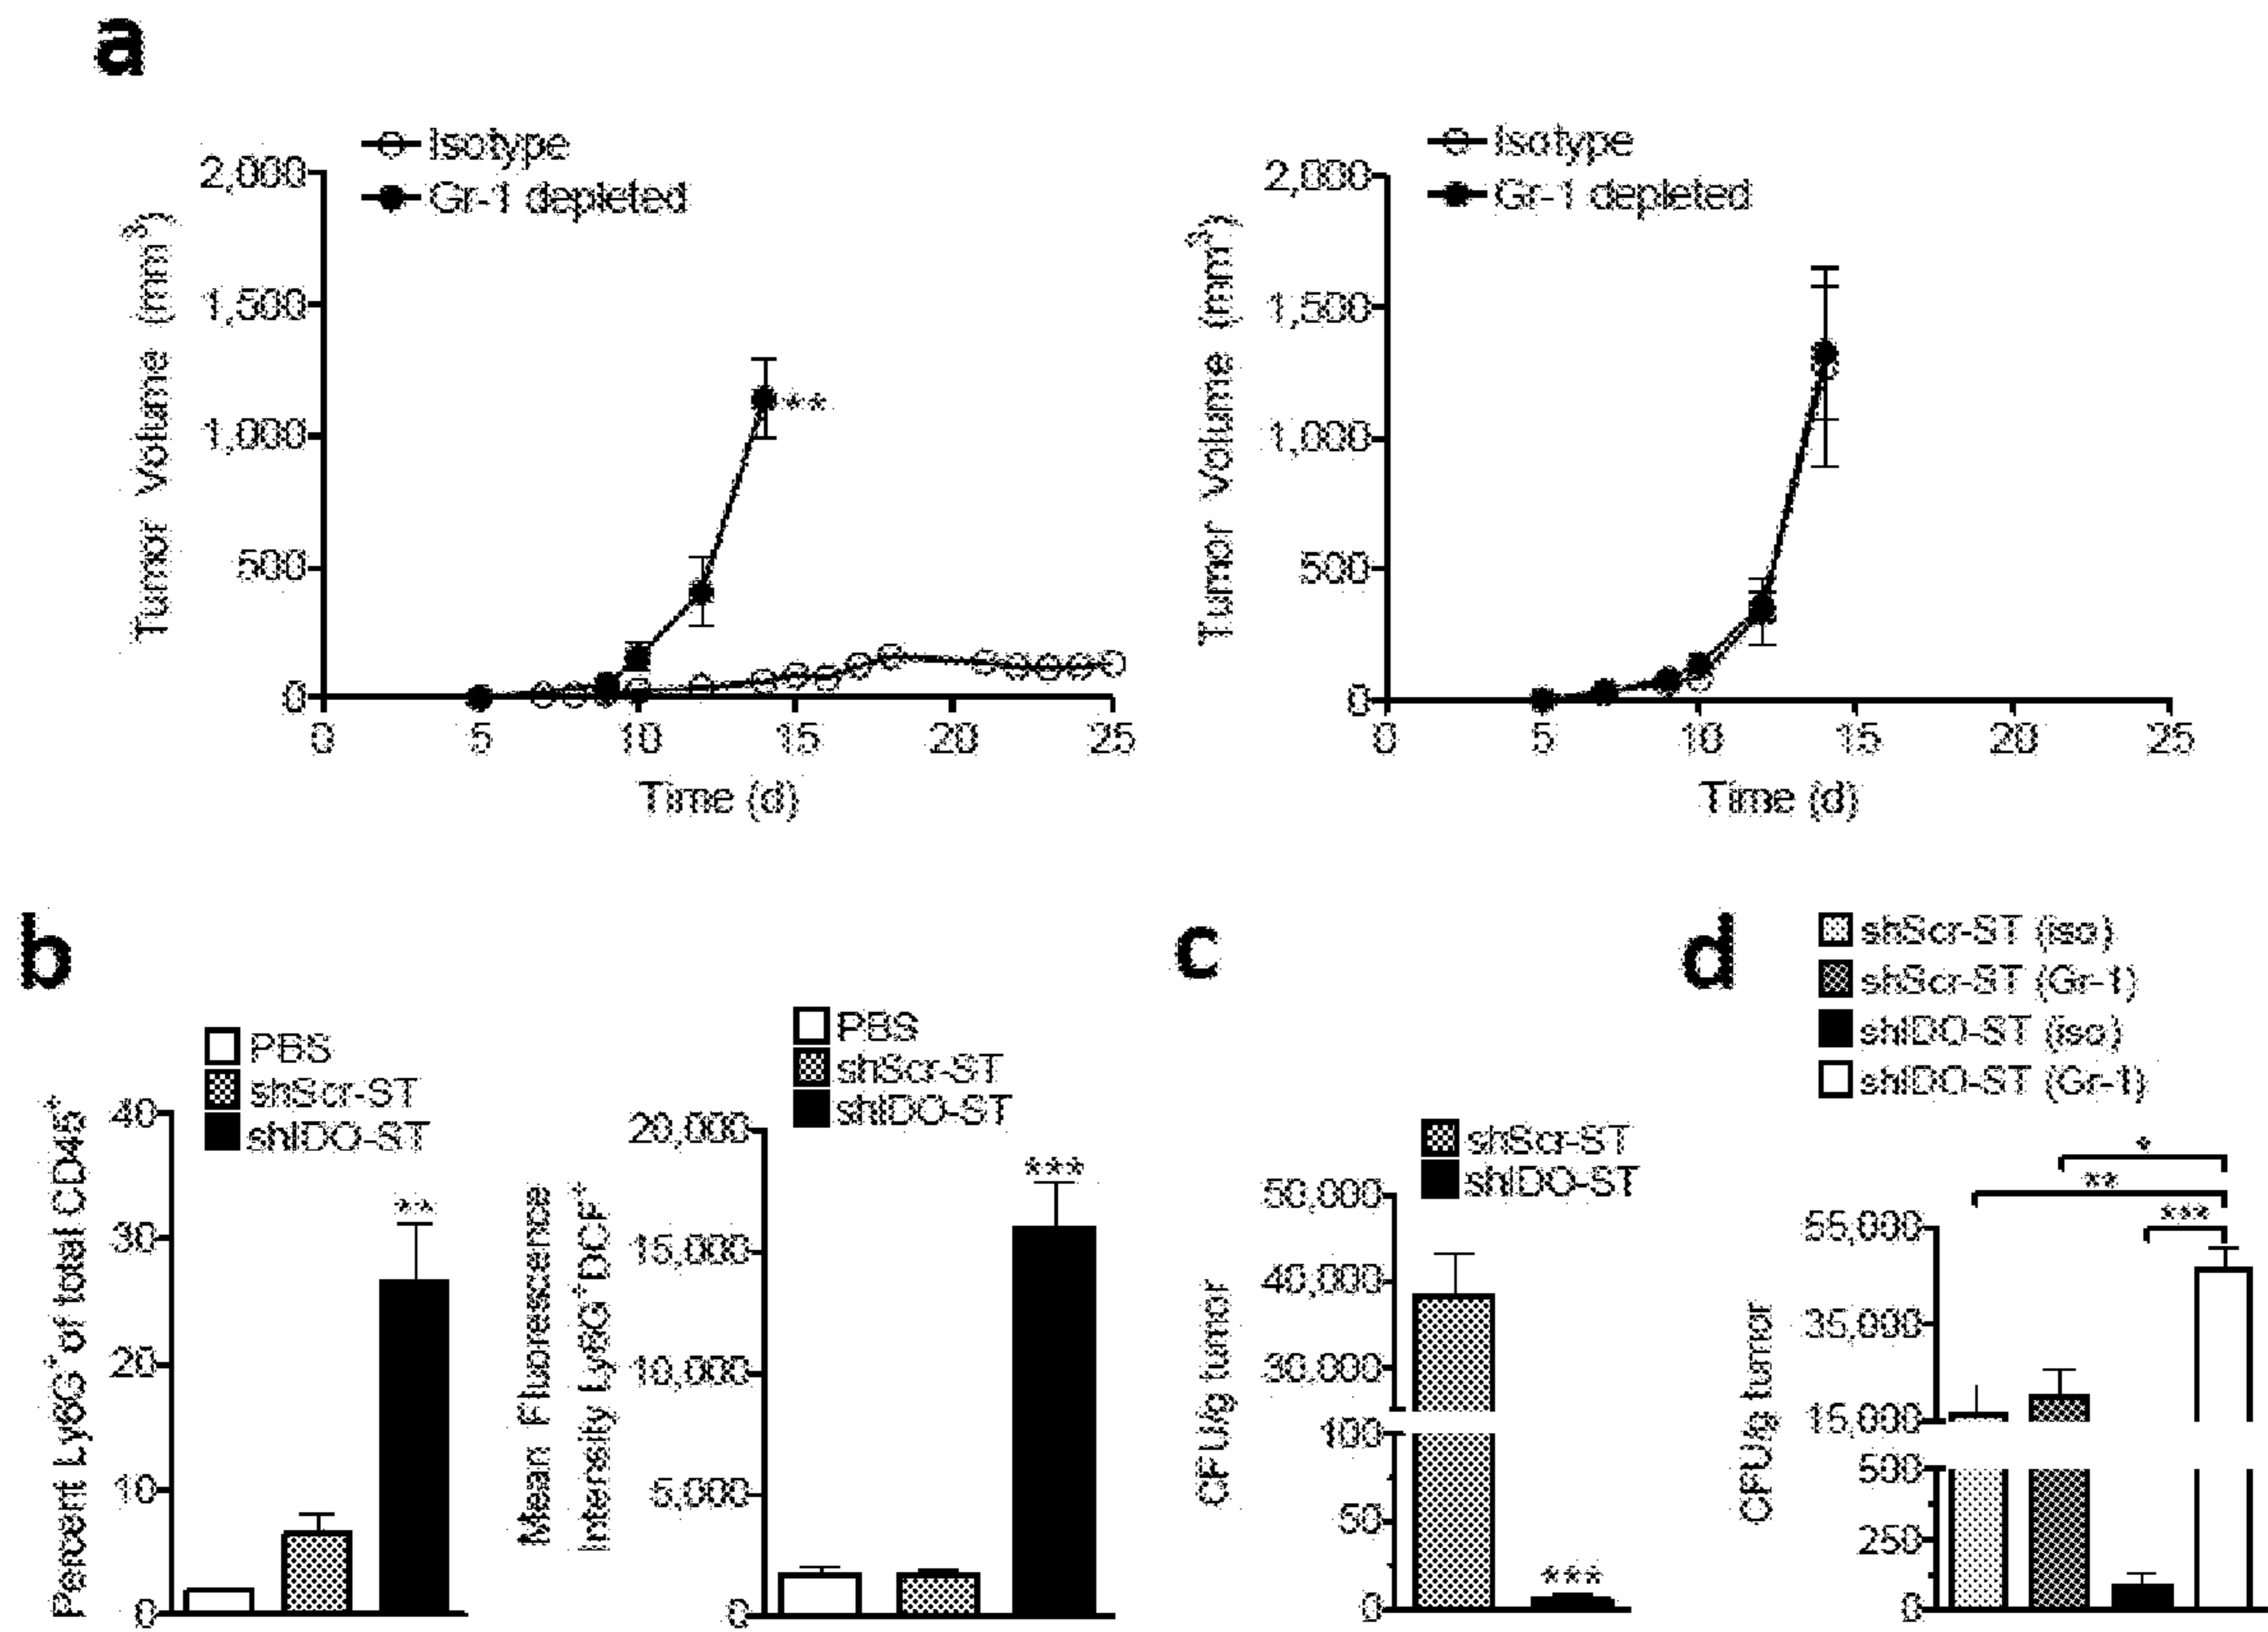 a
Isotype
Gr-1 depleted
2,000
1,500
1,000
500
0
Tumor Volume (mm³)
0 5 10 15 20 25
Time (d)
Isotype
Gr-1 depleted
2,000
1,500
1,000
500
0
Tumor Volume (mm³)
0 5 10 15 20 25
Time (d)
**
b
PBS
shScr-ST
shIDO-ST
Percent Ly6G⁺ of total CD45⁺
40
30
20
10
0
**
PBS
shScr-ST
shIDO-ST
Mean Fluorescence
Intensity Ly6G⁺DCF⁺
20,000
15,000
10,000
5,000
0
***
c
shScr-ST
shIDO-ST
CFU/g tumor
50,000
40,000
30,000
100
50
0
***
d
shScr-ST (iso)
shScr-ST (Gr-1)
shIDO-ST (iso)
shIDO-ST (Gr-1)
*
**
***
CFU/g tumor
55,000
35,000
15,000
500
250
0